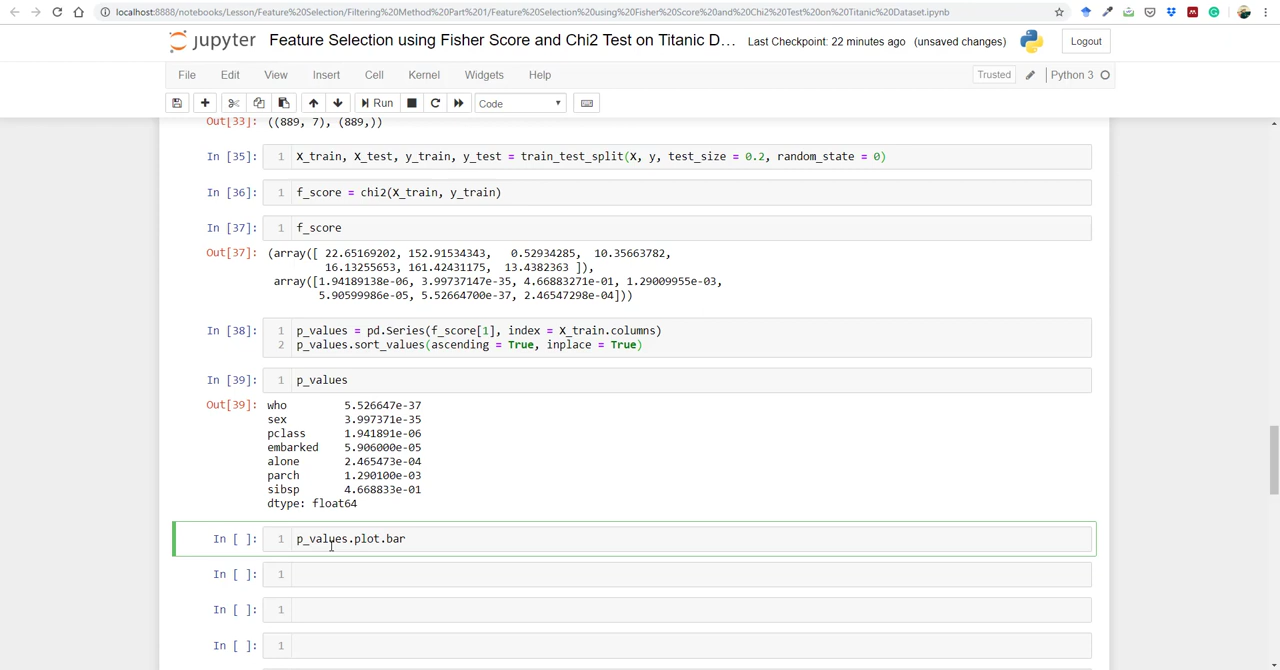 localhost:8888/notebooks/Lesson/Feature%20Selection/Filtering%20Method%20Part%201/Feature%20Selection%20using%20Fisher%20Score%20and%20Chi2%20Test%20on%20Titanic%20Dataset.ipynb
jupyter Feature Selection using Fisher Score and Chi2 Test on Titanic D... Last Checkpoint: 22 minutes ago (unsaved changes) Logout
File Edit View Insert Cell Kernel Widgets Help Trusted Python 3
Run Code
Out[33]: ((889, 7), (889,))
In [35]: 1 X_train, X_test, y_train, y_test = train_test_split(X, y, test_size = 0.2, random_state = 0)
In [36]: 1 f_score = chi2(X_train, y_train)
In [37]: 1 f_score
Out[37]: (array([ 22.65169202, 152.91534343, 0.52934285, 10.35663782,
16.13255653, 161.42431175, 13.4382363 ]),
array([1.94189138e-06, 3.99737147e-35, 4.66883271e-01, 1.29009955e-03,
5.90599986e-05, 5.52664700e-37, 2.46547298e-04]))
In [38]: 1 p_values = pd.Series(f_score[1], index = X_train.columns)
2 p_values.sort_values(ascending = True, inplace = True)
In [39]: 1 p_values
Out[39]: who 5.526647e-37
sex 3.997371e-35
pclass 1.941891e-06
embarked 5.906000e-05
alone 2.465473e-04
parch 1.290100e-03
sibsp 4.668833e-01
dtype: float64
In [ ]: 1 p_values.plot.bar
In [ ]: 1
In [ ]: 1
In [ ]: 1